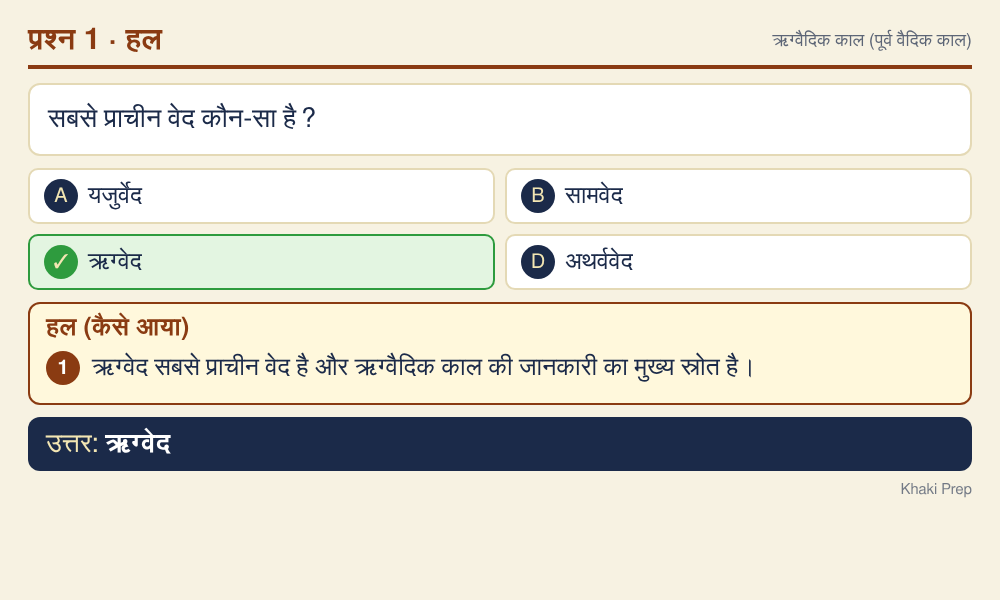 प्रश्न 1 · हल
ऋग्वैदिक काल (पूर्व वैदिक काल)
सबसे प्राचीन वेद कौन-सा है ?
A यजुर्वेद
B सामवेद
✓ ऋग्वेद
D अथर्ववेद
हल (कैसे आया)
1 ऋग्वेद सबसे प्राचीन वेद है और ऋग्वैदिक काल की जानकारी का मुख्य स्रोत है।
उत्तर: ऋग्वेद
Khaki Prep